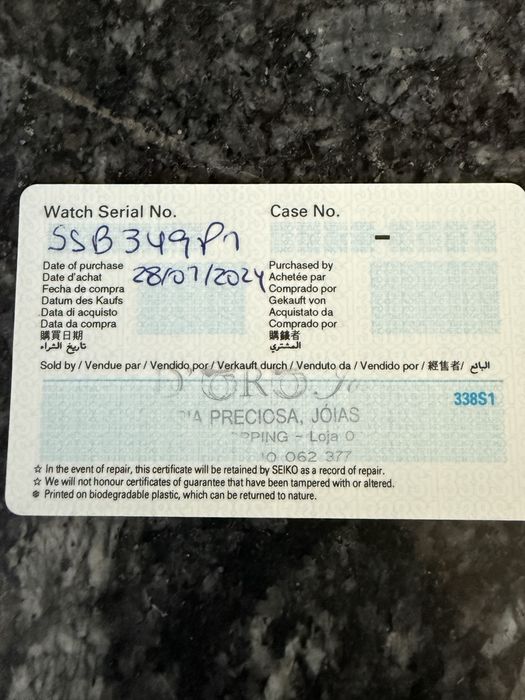 Watch Serial No.
Case No.
SSB349P1
-
Date of purchase
28/07/2024
Date d'achat
Fecha de compra
Datum des Kaufs
Data di acquisto
Data da compra
購買日期
تاريخ الشراء
Purchased by
Achetée par
Comprado por
Gekauft von
Acquistato da
Comprado por
購錶者
المشتري
Sold by / Vendue par / Vendido por / Verkauft durch / Venduto da / Vendido por / 經售者 / البائع
338S1
PRECIOSA, JÓIAS
PPING - Loja 0
062 377
☆ In the event of repair, this certificate will be retained by SEIKO as a record of repair.
☆ We will not honour certificates of guarantee that have been tampered with or altered.
❅ Printed on biodegradable plastic, which can be returned to nature.